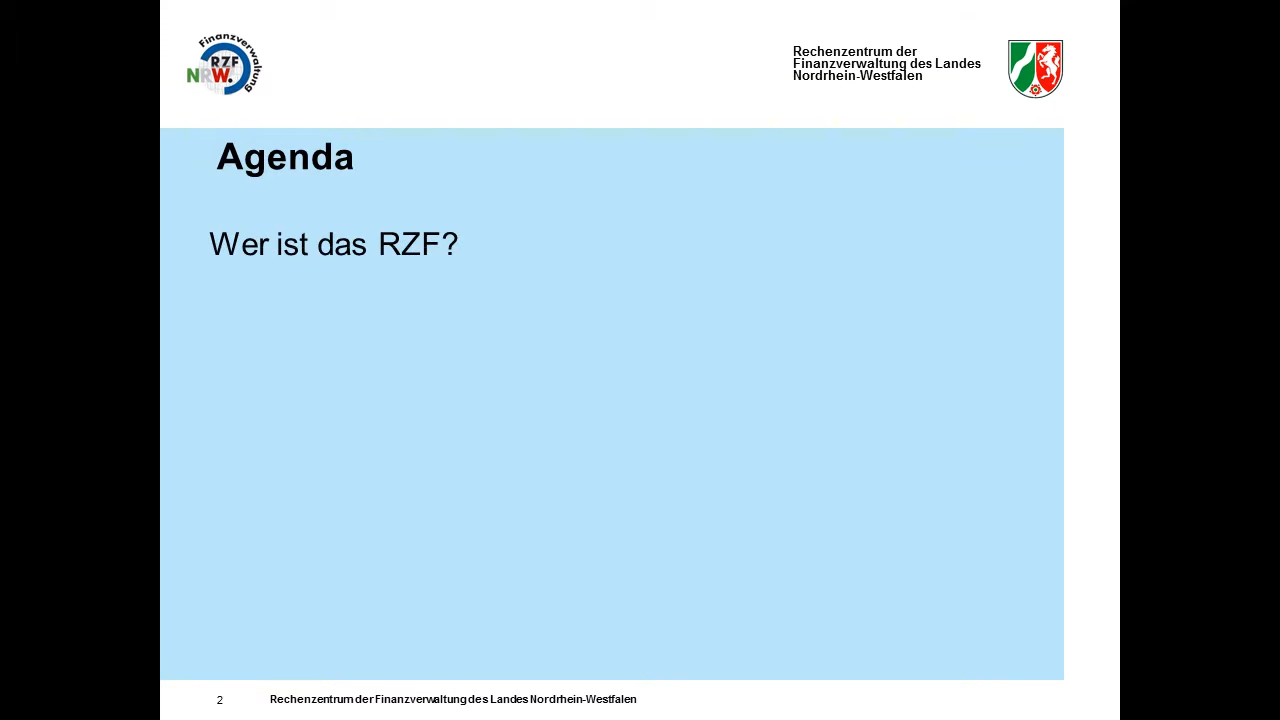 Finanzverwaltung
RZF
NRW.
Rechenzentrum der
Finanzverwaltung des Landes
Nordrhein-Westfalen
Agenda
Wer ist das RZF?
2
Rechenzentrum der Finanzverwaltung des Landes Nordrhein-Westfalen